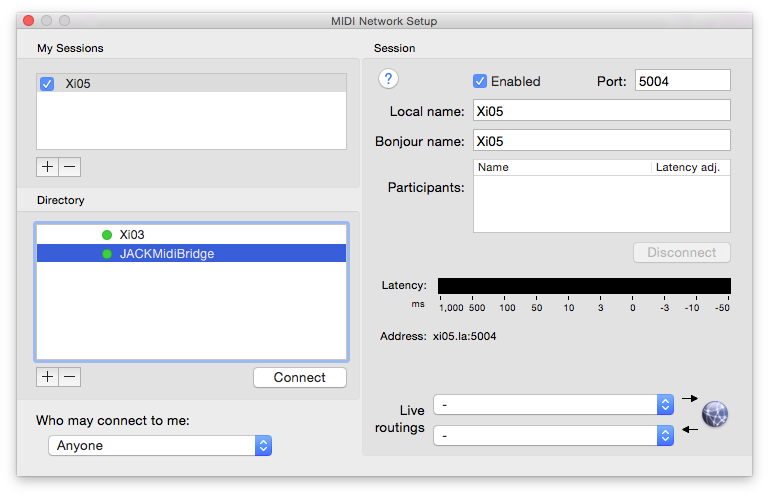 MIDI Network Setup
My Sessions
Xi05
+ −
Directory
Xi03
JACKMidiBridge
+ −
Connect
Who may connect to me:
Anyone
Session
?
Enabled
Port: 5004
Local name: Xi05
Bonjour name: Xi05
Participants:
Name Latency adj.
Disconnect
Latency:
ms 1,000 500 100 50 10 3 0 -3 -10 -50
Address: xi05.la:5004
Live
routings
-
-